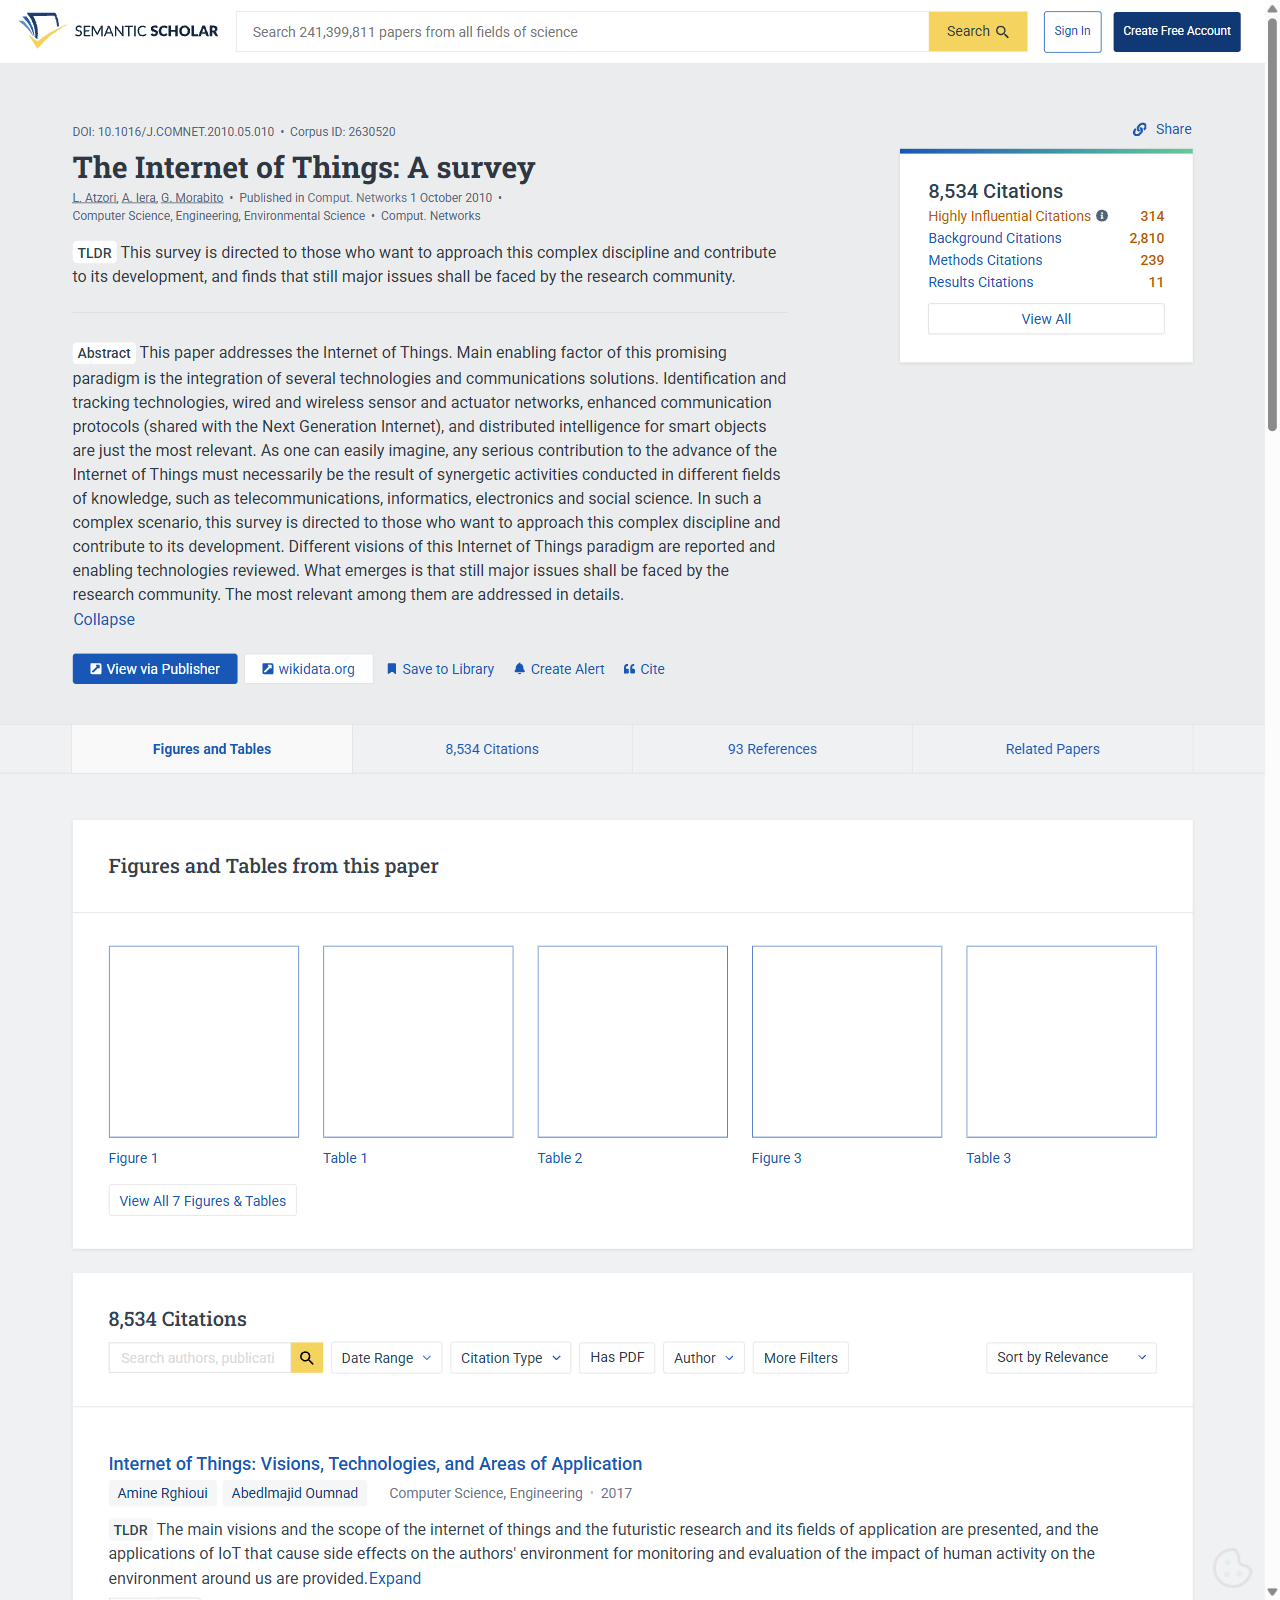 SEMANTIC SCHOLAR
Search 241,399,811 papers from all fields of science
Search
Sign In
Create Free Account
DOI: 10.1016/J.COMNET.2010.05.010 • Corpus ID: 2630520
Share
The Internet of Things: A survey
L. Atzori, A. Iera, G. Morabito • Published in Comput. Networks 1 October 2010 •
Computer Science, Engineering, Environmental Science • Comput. Networks
TLDR This survey is directed to those who want to approach this complex discipline and contribute
to its development, and finds that still major issues shall be faced by the research community.
8,534 Citations
Highly Influential Citations 314
Background Citations 2,810
Methods Citations 239
Results Citations 11
View All
Abstract This paper addresses the Internet of Things. Main enabling factor of this promising
paradigm is the integration of several technologies and communications solutions. Identification and
tracking technologies, wired and wireless sensor and actuator networks, enhanced communication
protocols (shared with the Next Generation Internet), and distributed intelligence for smart objects
are just the most relevant. As one can easily imagine, any serious contribution to the advance of the
Internet of Things must necessarily be the result of synergetic activities conducted in different fields
of knowledge, such as telecommunications, informatics, electronics and social science. In such a
complex scenario, this survey is directed to those who want to approach this complex discipline and
contribute to its development. Different visions of this Internet of Things paradigm are reported and
enabling technologies reviewed. What emerges is that still major issues shall be faced by the
research community. The most relevant among them are addressed in details.
Collapse
View via Publisher
wikidata.org
Save to Library
Create Alert
Cite
Figures and Tables
8,534 Citations
93 References
Related Papers
Figures and Tables from this paper
Figure 1
Table 1
Table 2
Figure 3
Table 3
View All 7 Figures & Tables
8,534 Citations
Search authors, publicati
Date Range
Citation Type
Has PDF
Author
More Filters
Sort by Relevance
Internet of Things: Visions, Technologies, and Areas of Application
Amine Rghioui Abedlmajid Oumnad Computer Science, Engineering • 2017
TLDR The main visions and the scope of the internet of things and the futuristic research and its fields of application are presented, and the
applications of IoT that cause side effects on the authors' environment for monitoring and evaluation of the impact of human activity on the
environment around us are provided.Expand